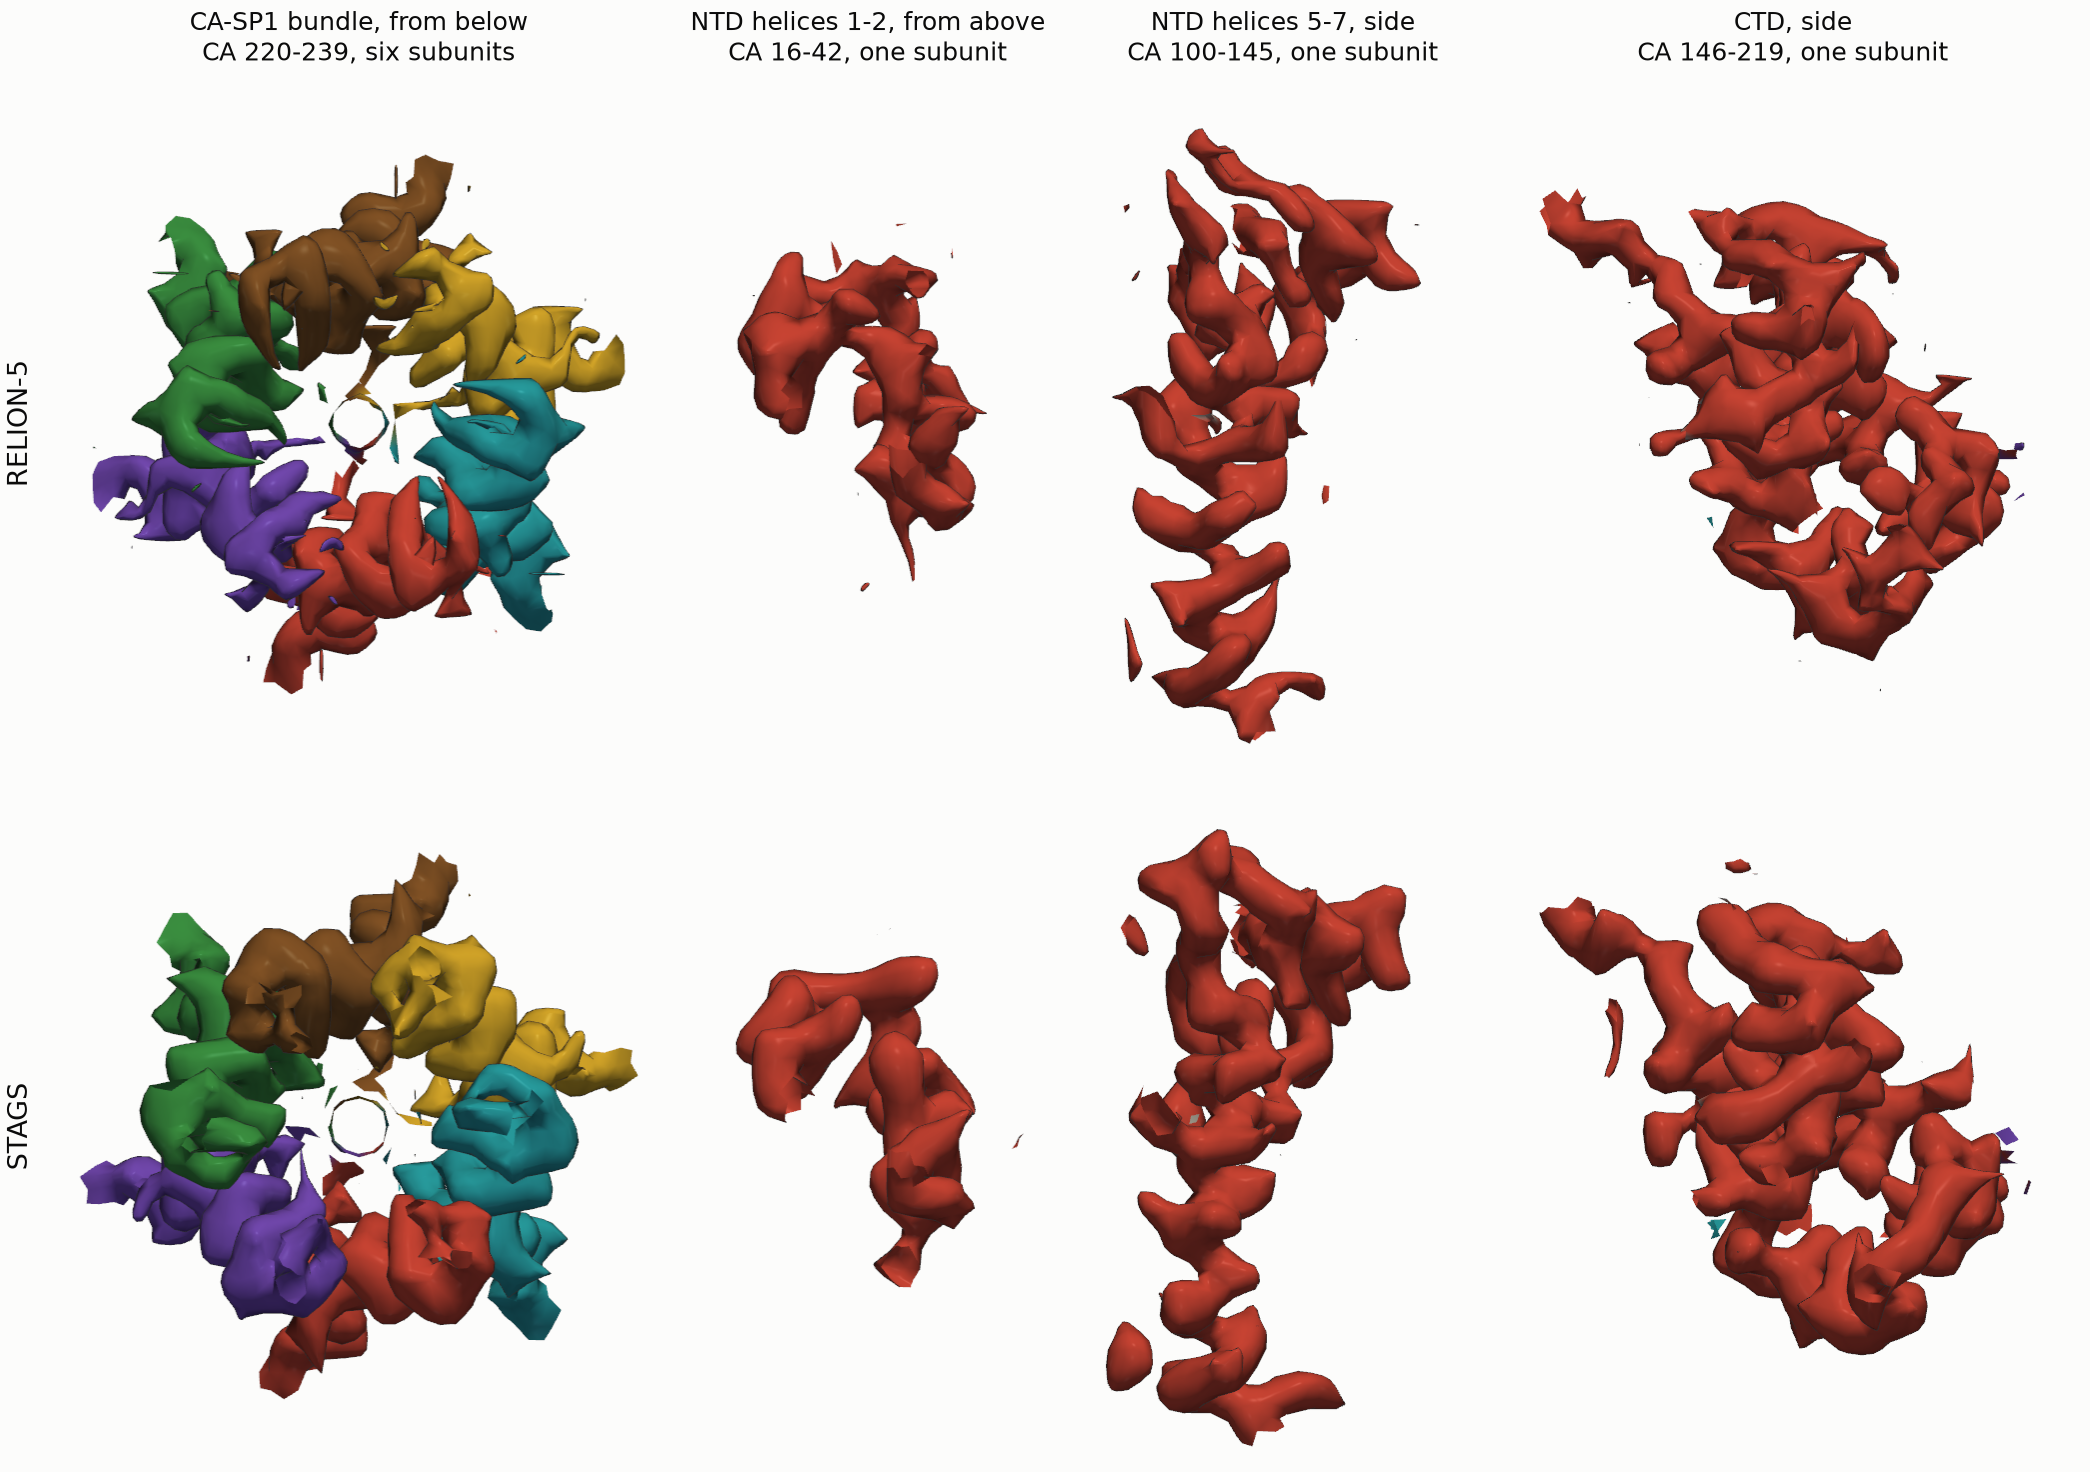 CA-SP1 bundle, from below
CA 220-239, six subunits
NTD helices 1-2, from above
CA 16-42, one subunit
NTD helices 5-7, side
CA 100-145, one subunit
CTD, side
CA 146-219, one subunit
RELION-5
STAGS